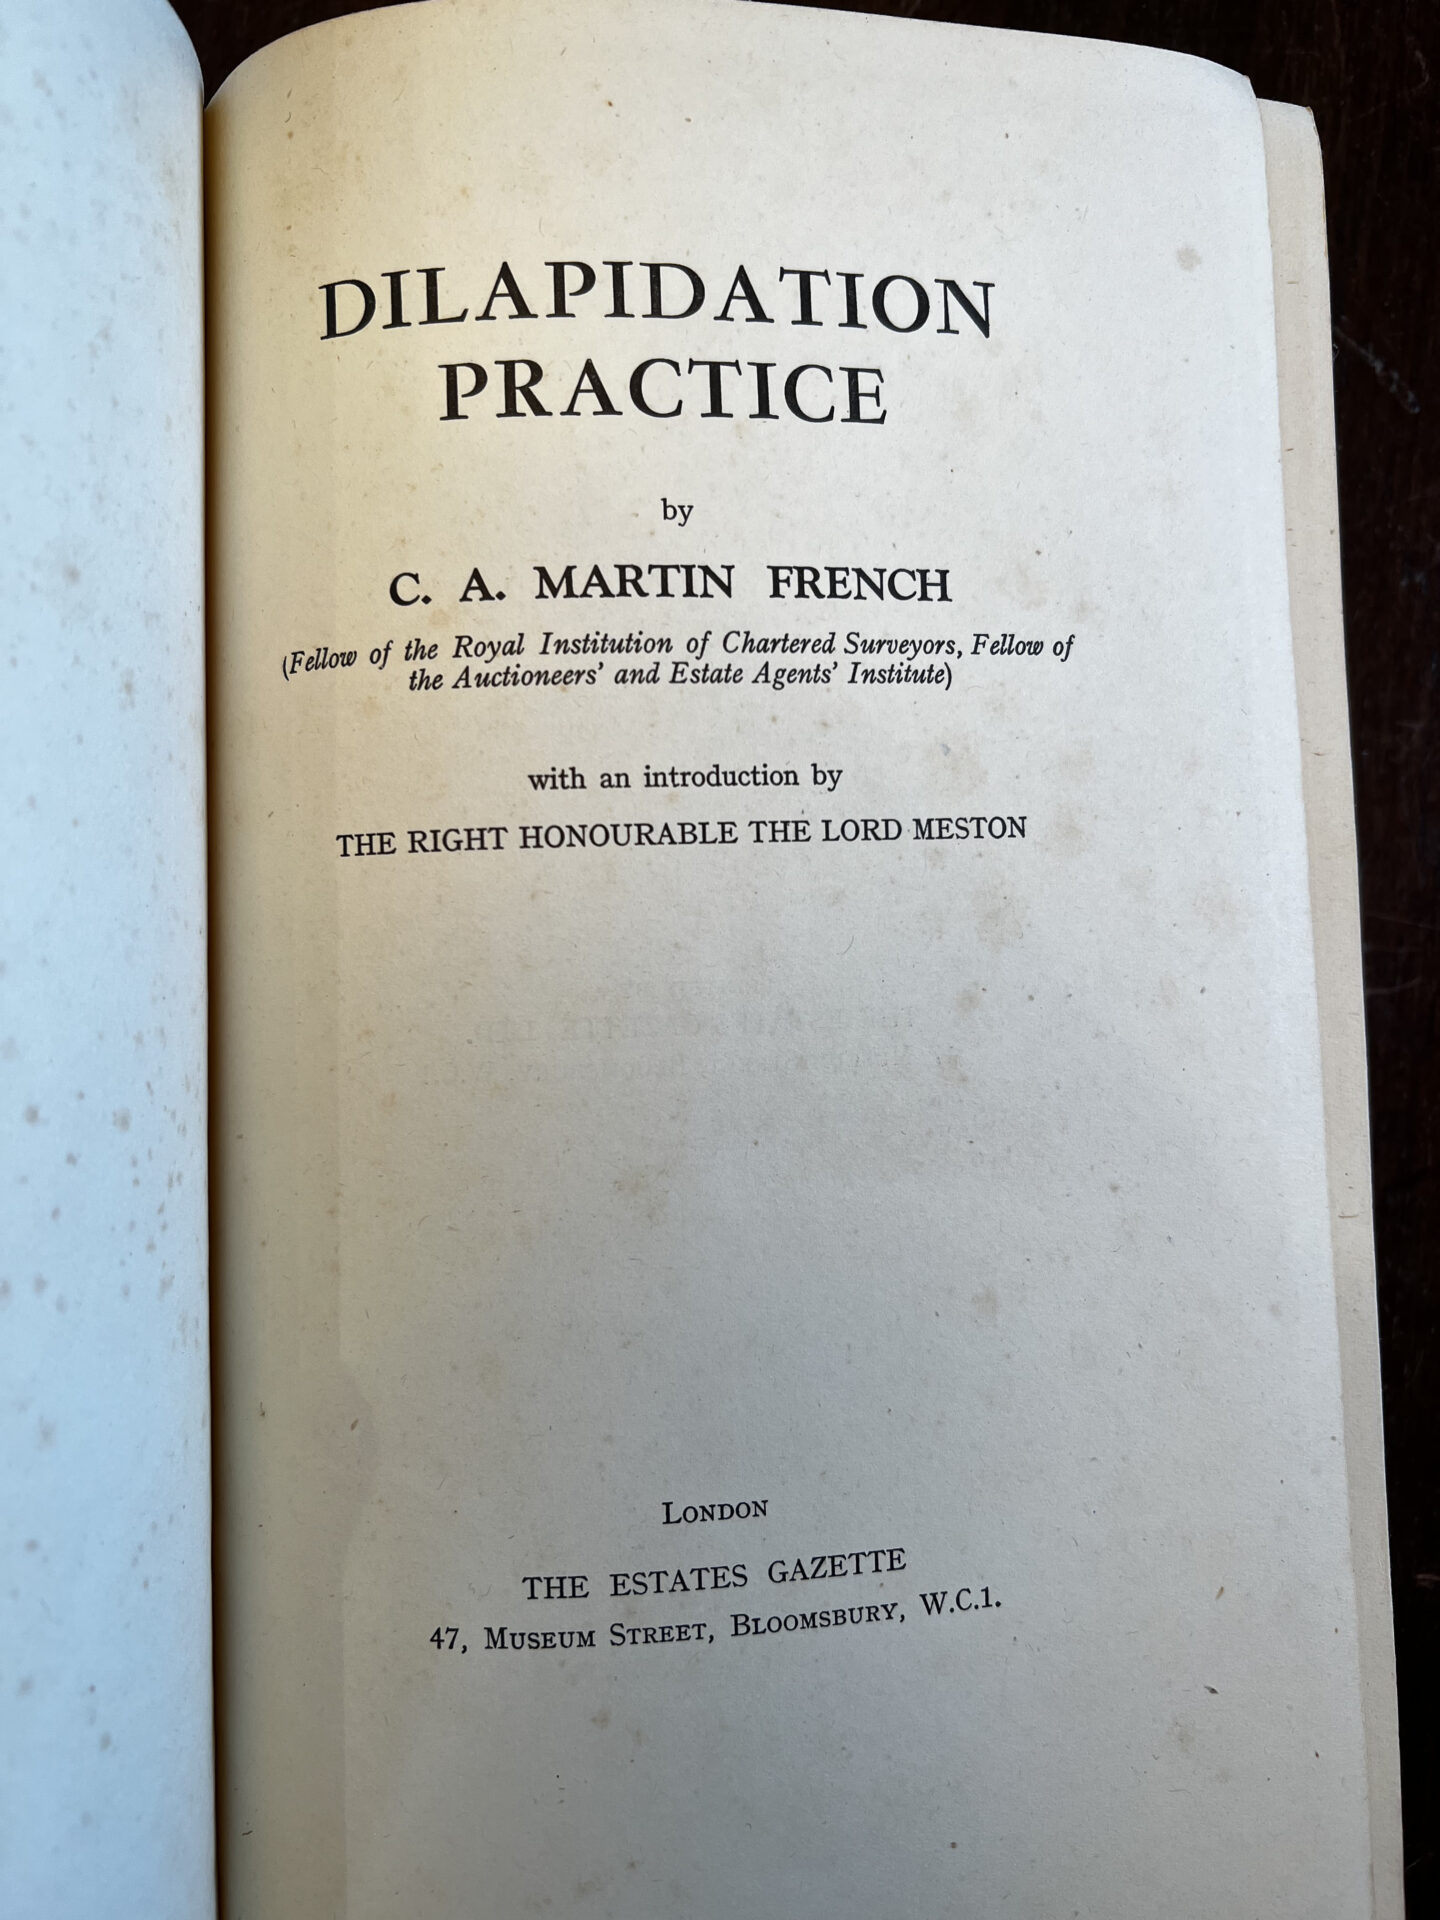 DILAPIDATION
PRACTICE
by
C. A. MARTIN FRENCH
(Fellow of the Royal Institution of Chartered Surveyors, Fellow of
the Auctioneers' and Estate Agents' Institute)
with an introduction by
THE RIGHT HONOURABLE THE LORD MESTON
LONDON
THE ESTATES GAZETTE
47, MUSEUM STREET, BLOOMSBURY, W.C.1.